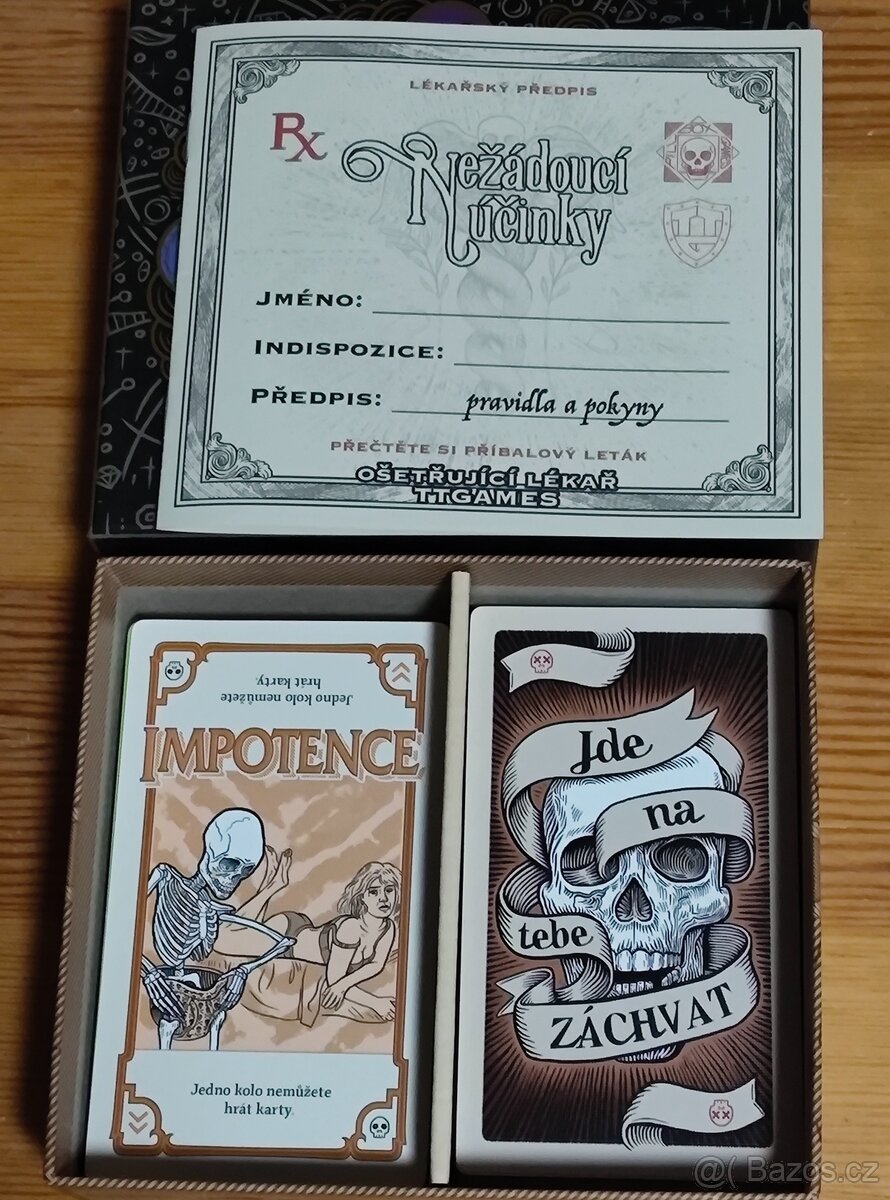 LÉKAŘSKÝ PŘEDPIS
Rx
Nežádoucí
účinky
JMÉNO:
INDISPOZICE:
PŘEDPIS: pravidla a pokyny
PŘEČTĚTE SI PŘÍBALOVÝ LETÁK
OŠETŘUJÍCÍ LÉKAŘ
TTGAMES
Jedno kolo nemůžete
hrát karty.
IMPOTENCE
Jedno kolo nemůžete
hrát karty.
Jde
na
tebe
ZÁCHVAT
@( Bazoš.cz